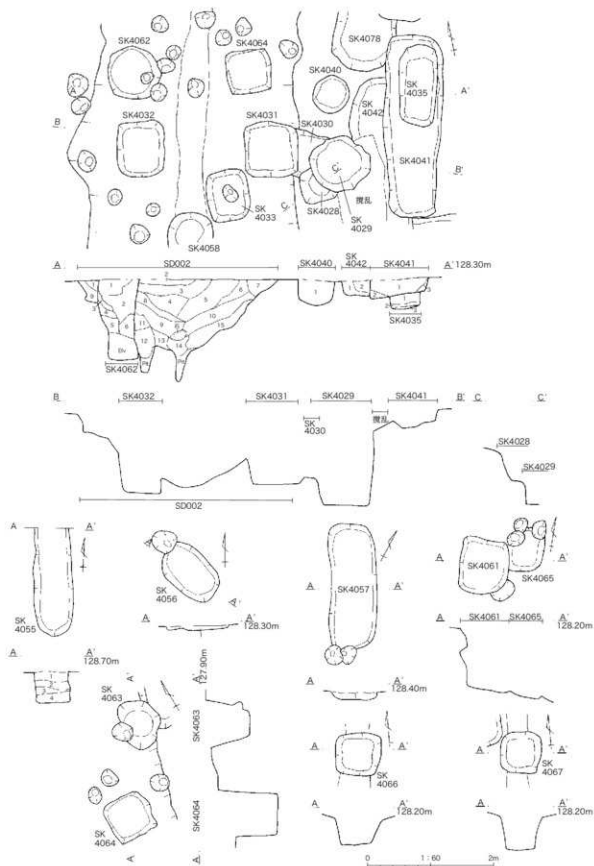 SK4062
SK4064
SK4078
SK4040
SK
4035
A
A'
SK
4042
B
SK4032
SK4031
SK4030
SK4041
B'
C'
C
SK
4033
SK4028
撹乱
SK
4029
SK4058
A
SD002
SK4040
SK
4042
SK4041
A' 128.30m
SK4035
SK4062
B
SK4032
SK4031
SK4029
SK4041
B'
C
C'
SK
4030
撹乱
SK4028
SK4029
SD002
A
A'
SK
4055
A
A'
SK
4056
A
A'
128.30m
A
SK4057
A'
A
SK4061
A'
SK4065
A
SK4061
SK4065
A'
128.20m
A
A'
128.70m
1
4
SK
4063
A'
A'
127.90m
SK4063
SK4064
SK
4064
A
A
A
A'
128.40m
A
A'
SK
4066
A
A'
128.20m
A
A'
SK
4067
A
A'
128.20m
0
1:60
2m